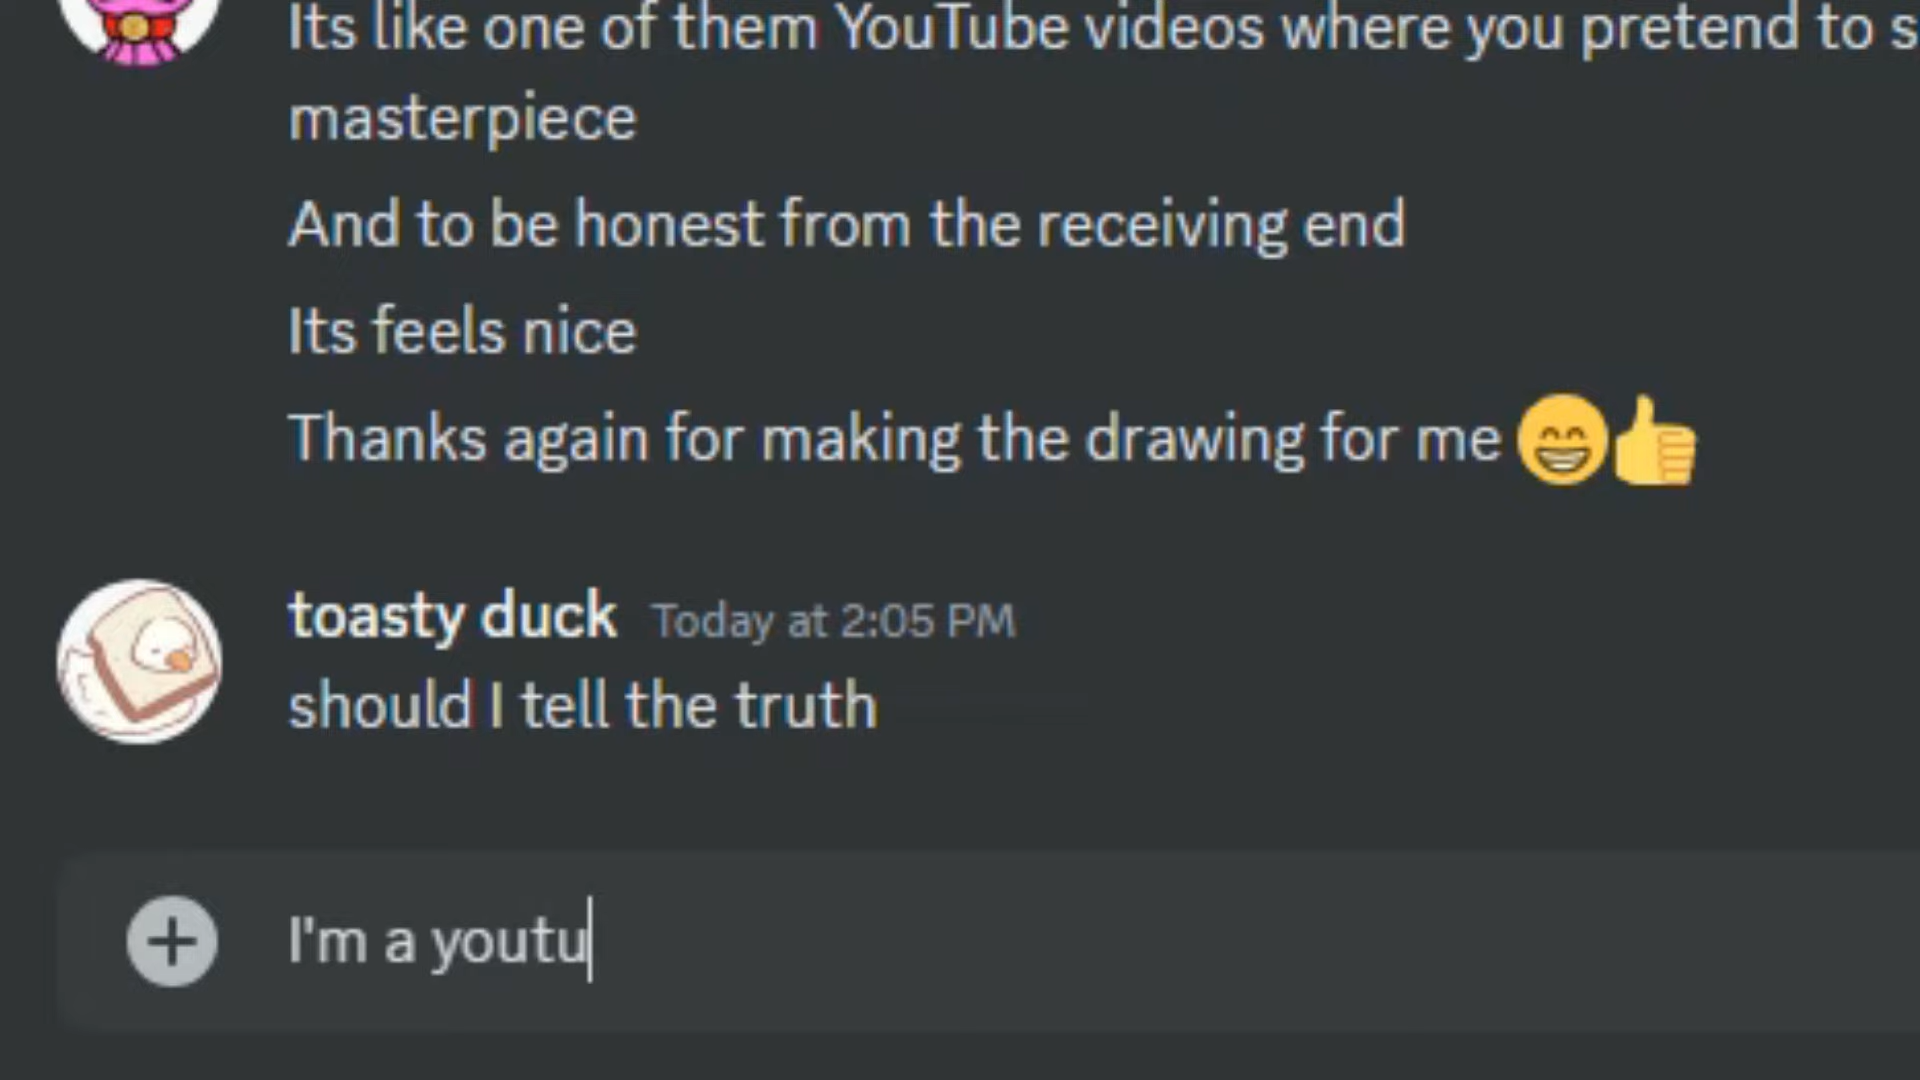 Its like one of them YouTube videos where you pretend to
masterpiece
And to be honest from the receiving end
Its feels nice
Thanks again for making the drawing for me 😁👍
toasty duck Today at 2:05 PM
should I tell the truth
I'm a youtu